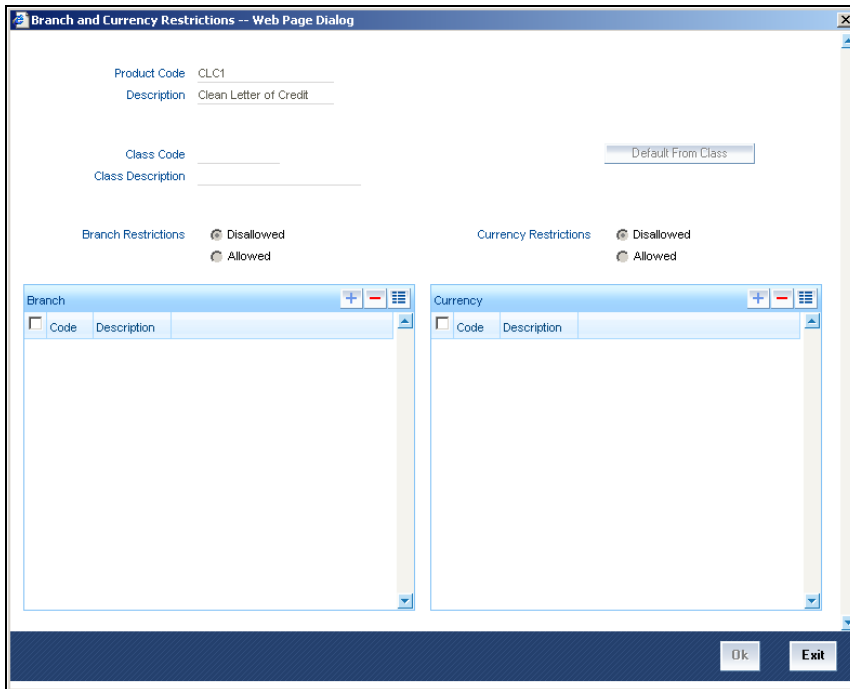 Branch and Currency Restrictions -- Web Page Dialog
Product Code CLC1
Description Clean Letter of Credit
Class Code
Default From Class
Class Description
Branch Restrictions Disallowed Currency Restrictions Disallowed
Allowed Allowed
Branch Currency
Code Description Code Description
Ok Exit